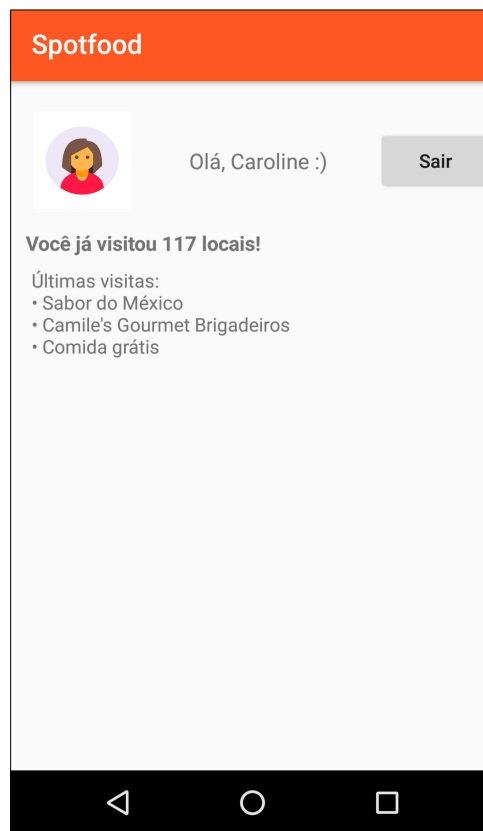 Spotfood
Olá, Caroline :)
Sair
Você já visitou 117 locais!
Últimas visitas:
• Sabor do México
• Camile's Gourmet Brigadeiros
• Comida grátis